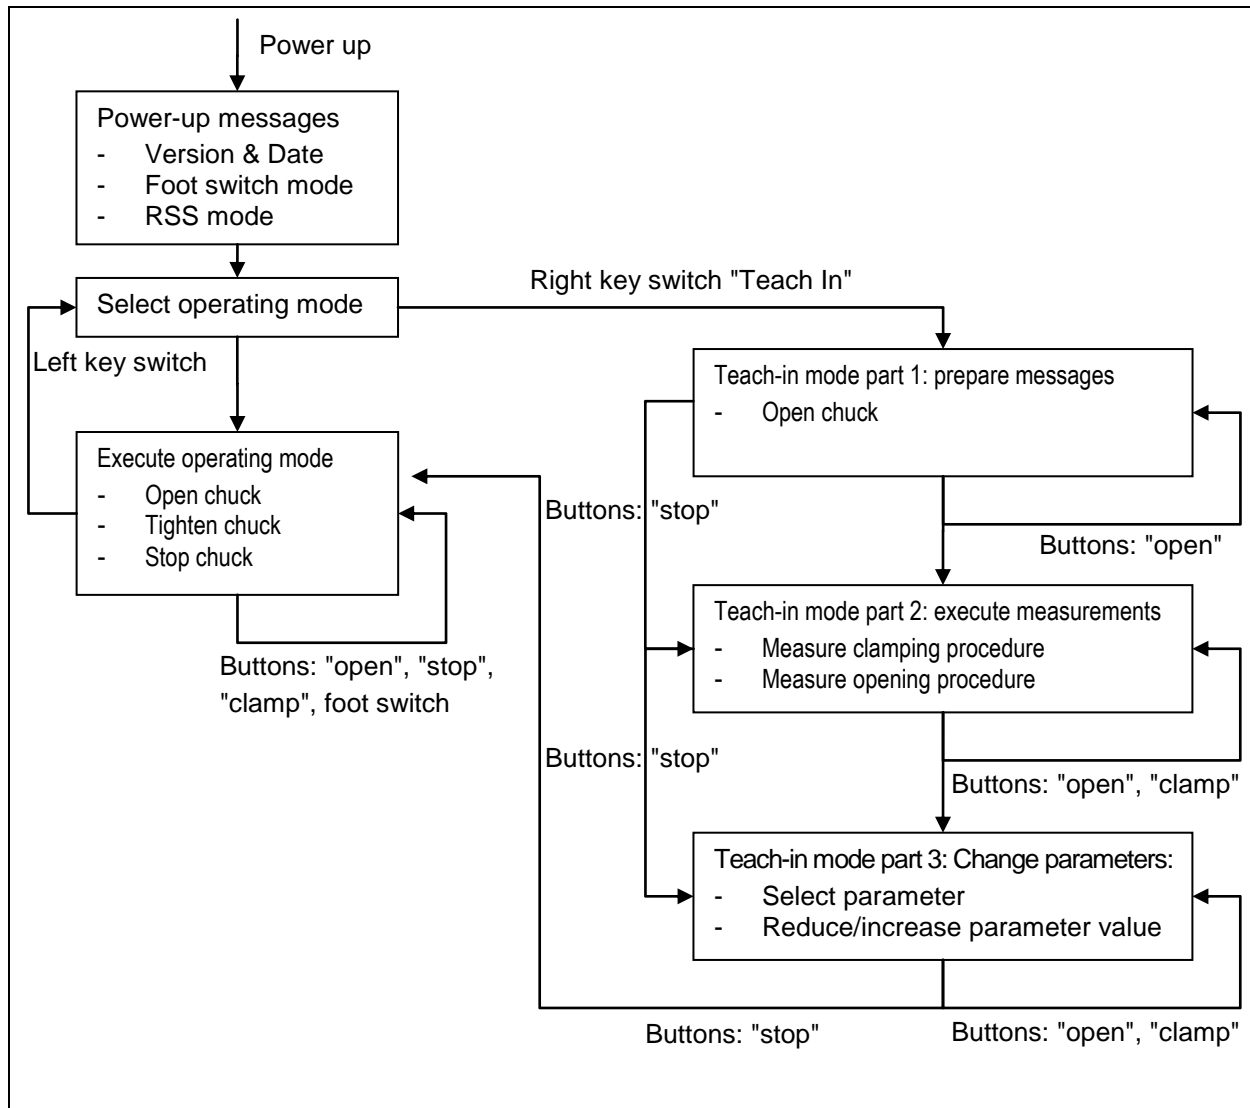 Power up
Power-up messages
- Version & Date
- Foot switch mode
- RSS mode
Select operating mode
Right key switch "Teach In"
Left key switch
Execute operating mode
- Open chuck
- Tighten chuck
- Stop chuck
Buttons: "open", "stop",
"clamp", foot switch
Teach-in mode part 1: prepare messages
- Open chuck
Buttons: "stop"
Buttons: "open"
Teach-in mode part 2: execute measurements
- Measure clamping procedure
- Measure opening procedure
Buttons: "stop"
Buttons: "open", "clamp"
Teach-in mode part 3: Change parameters:
- Select parameter
- Reduce/increase parameter value
Buttons: "stop"
Buttons: "open", "clamp"